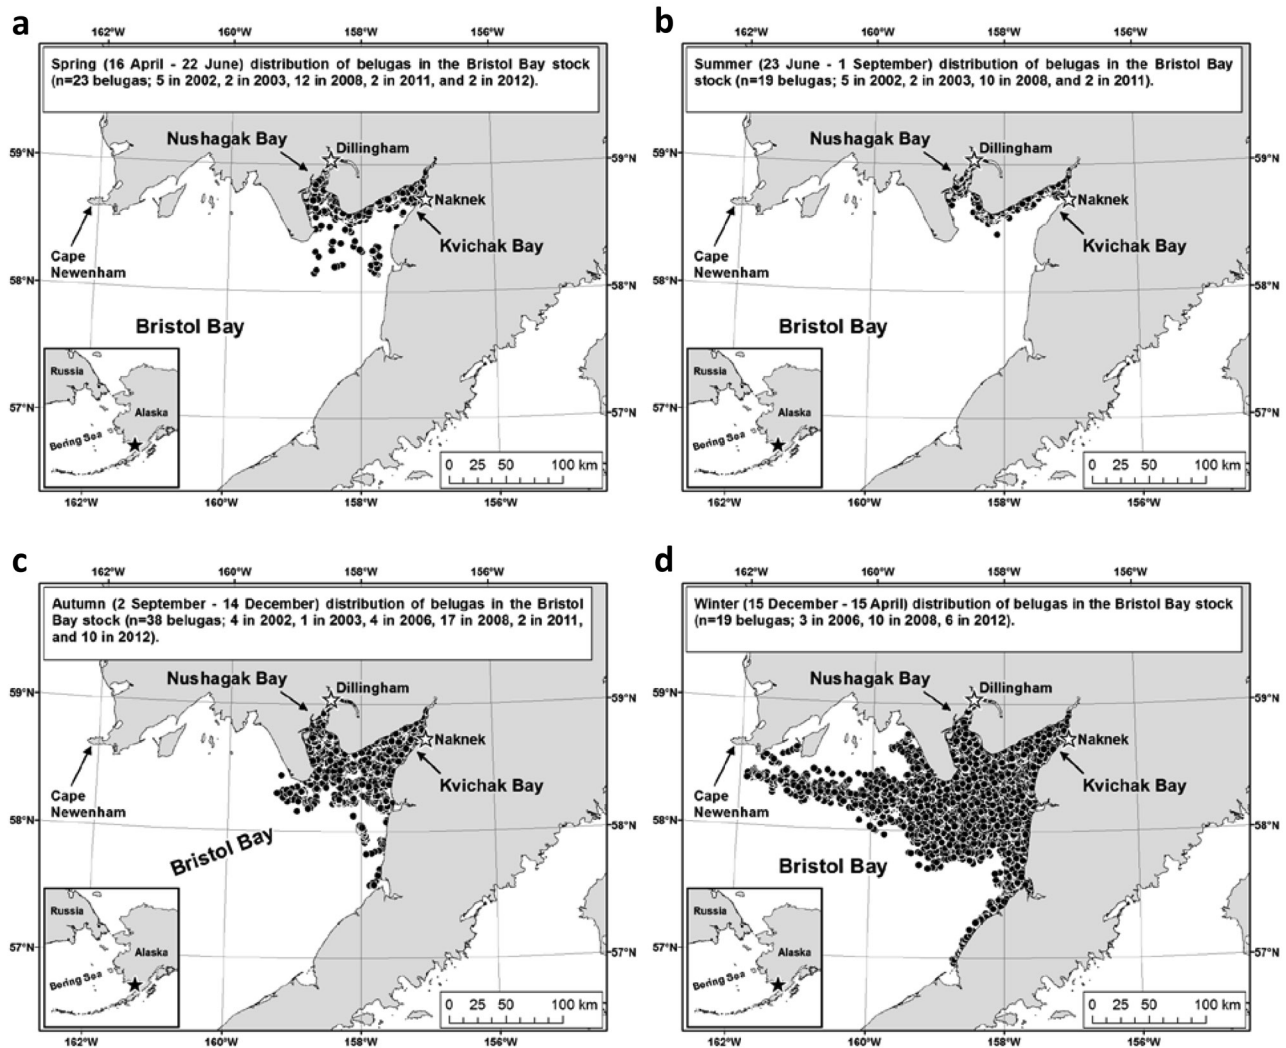 a
162°W 160°W 158°W 156°W
Spring (16 April - 22 June) distribution of belugas in the Bristol Bay stock
(n=23 belugas; 5 in 2002, 2 in 2003, 12 in 2008, 2 in 2011, and 2 in 2012).
Nushagak Bay
Dillingham
59°N 59°N
Naknek
Kvichak Bay
Cape
Newenham
58°N 58°N
Bristol Bay
Russia
Alaska
Bering Sea
57°N 57°N
0 25 50 100 km
162°W 160°W 158°W 156°W
b
162°W 160°W 158°W 156°W
Summer (23 June - 1 September) distribution of belugas in the Bristol Bay
stock (n=19 belugas; 5 in 2002, 2 in 2003, 10 in 2008, and 2 in 2011).
Nushagak Bay
Dillingham
59°N 59°N
Naknek
Kvichak Bay
Cape
Newenham
58°N 58°N
Bristol Bay
Russia
Alaska
Bering Sea
57°N 57°N
0 25 50 100 km
162°W 160°W 158°W 156°W
c
162°W 160°W 158°W 156°W
Autumn (2 September - 14 December) distribution of belugas in the Bristol
Bay stock (n=38 belugas; 4 in 2002, 1 in 2003, 4 in 2006, 17 in 2008, 2 in 2011,
and 10 in 2012).
Nushagak Bay
Dillingham
59°N 59°N
Naknek
Kvichak Bay
Cape
Newenham
58°N 58°N
Bristol Bay
Russia
Alaska
Bering Sea
57°N 57°N
0 25 50 100 km
162°W 160°W 158°W 156°W
d
162°W 160°W 158°W 156°W
Winter (15 December - 15 April) distribution of belugas in the Bristol Bay stock
(n=19 belugas; 3 in 2006, 10 in 2008, 6 in 2012).
Nushagak Bay
Dillingham
59°N 59°N
Naknek
Kvichak Bay
Cape
Newenham
58°N 58°N
Bristol Bay
Russia
Alaska
Bering Sea
57°N 57°N
0 25 50 100 km
162°W 160°W 158°W 156°W